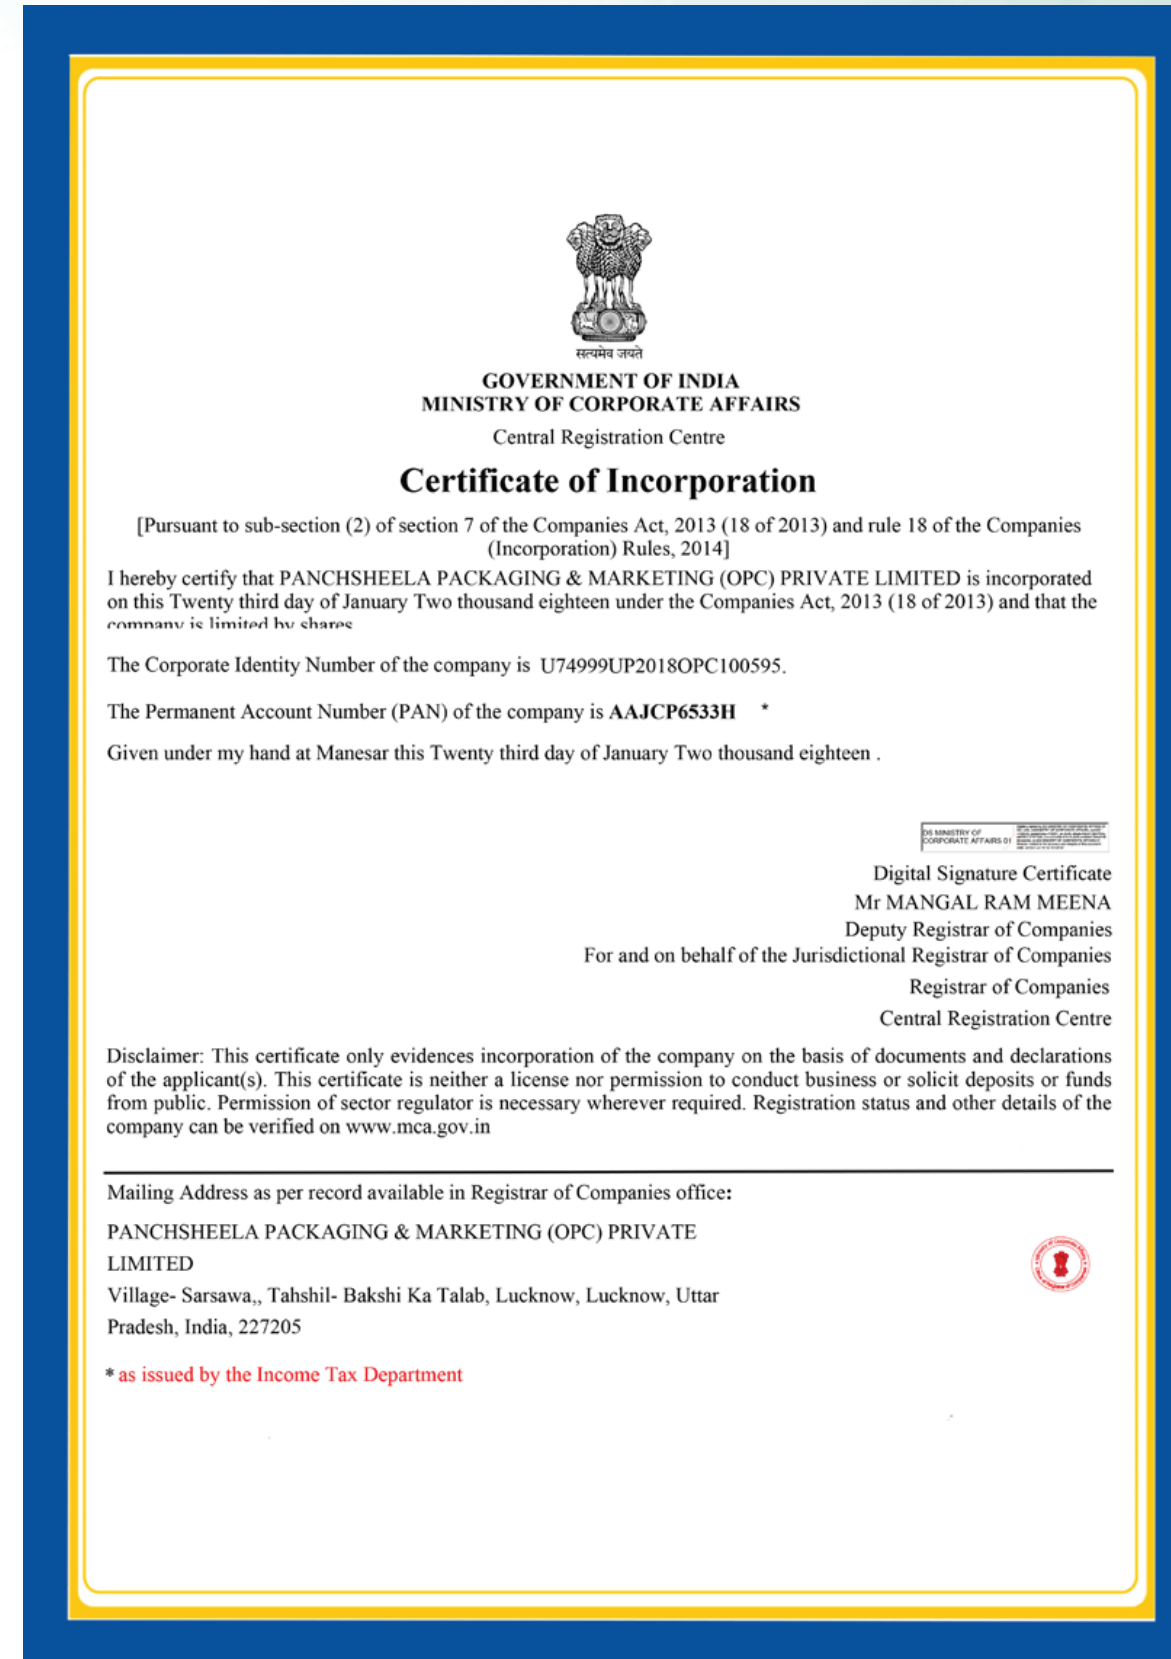 सत्यमेव जयते
GOVERNMENT OF INDIA
MINISTRY OF CORPORATE AFFAIRS
Central Registration Centre
Certificate of Incorporation
[Pursuant to sub-section (2) of section 7 of the Companies Act, 2013 (18 of 2013) and rule 18 of the Companies
(Incorporation) Rules, 2014]
I hereby certify that PANCHSHEELA PACKAGING & MARKETING (OPC) PRIVATE LIMITED is incorporated
on this Twenty third day of January Two thousand eighteen under the Companies Act, 2013 (18 of 2013) and that the
company is limited by shares
The Corporate Identity Number of the company is U74999UP2018OPC100595.
The Permanent Account Number (PAN) of the company is AAJCP6533H *
Given under my hand at Manesar this Twenty third day of January Two thousand eighteen .
DS MINISTRY OF
CORPORATE AFFAIRS 01
Digital Signature Certificate
Mr MANGAL RAM MEENA
Deputy Registrar of Companies
For and on behalf of the Jurisdictional Registrar of Companies
Registrar of Companies
Central Registration Centre
Disclaimer: This certificate only evidences incorporation of the company on the basis of documents and declarations
of the applicant(s). This certificate is neither a license nor permission to conduct business or solicit deposits or funds
from public. Permission of sector regulator is necessary wherever required. Registration status and other details of the
company can be verified on www.mca.gov.in
Mailing Address as per record available in Registrar of Companies office:
PANCHSHEELA PACKAGING & MARKETING (OPC) PRIVATE
LIMITED
Village- Sarsawa,, Tahshil- Bakshi Ka Talab, Lucknow, Lucknow, Uttar
Pradesh, India, 227205
* as issued by the Income Tax Department